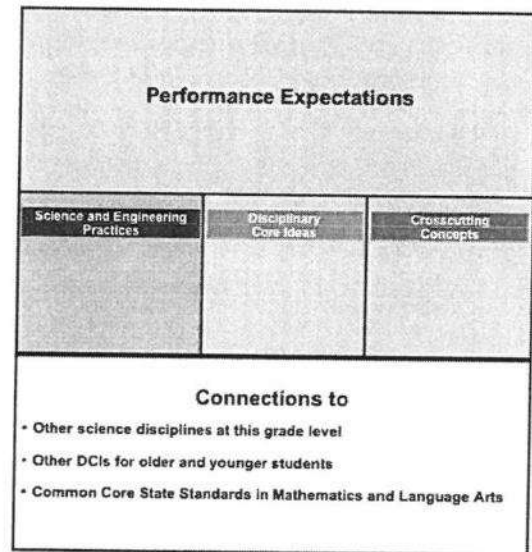 Performance Expectations
Science and Engineering
Practices
Disciplinary
Core Ideas
Crosscutting
Concepts
Connections to
• Other science disciplines at this grade level
• Other DCIs for older and younger students
• Common Core State Standards in Mathematics and Language Arts